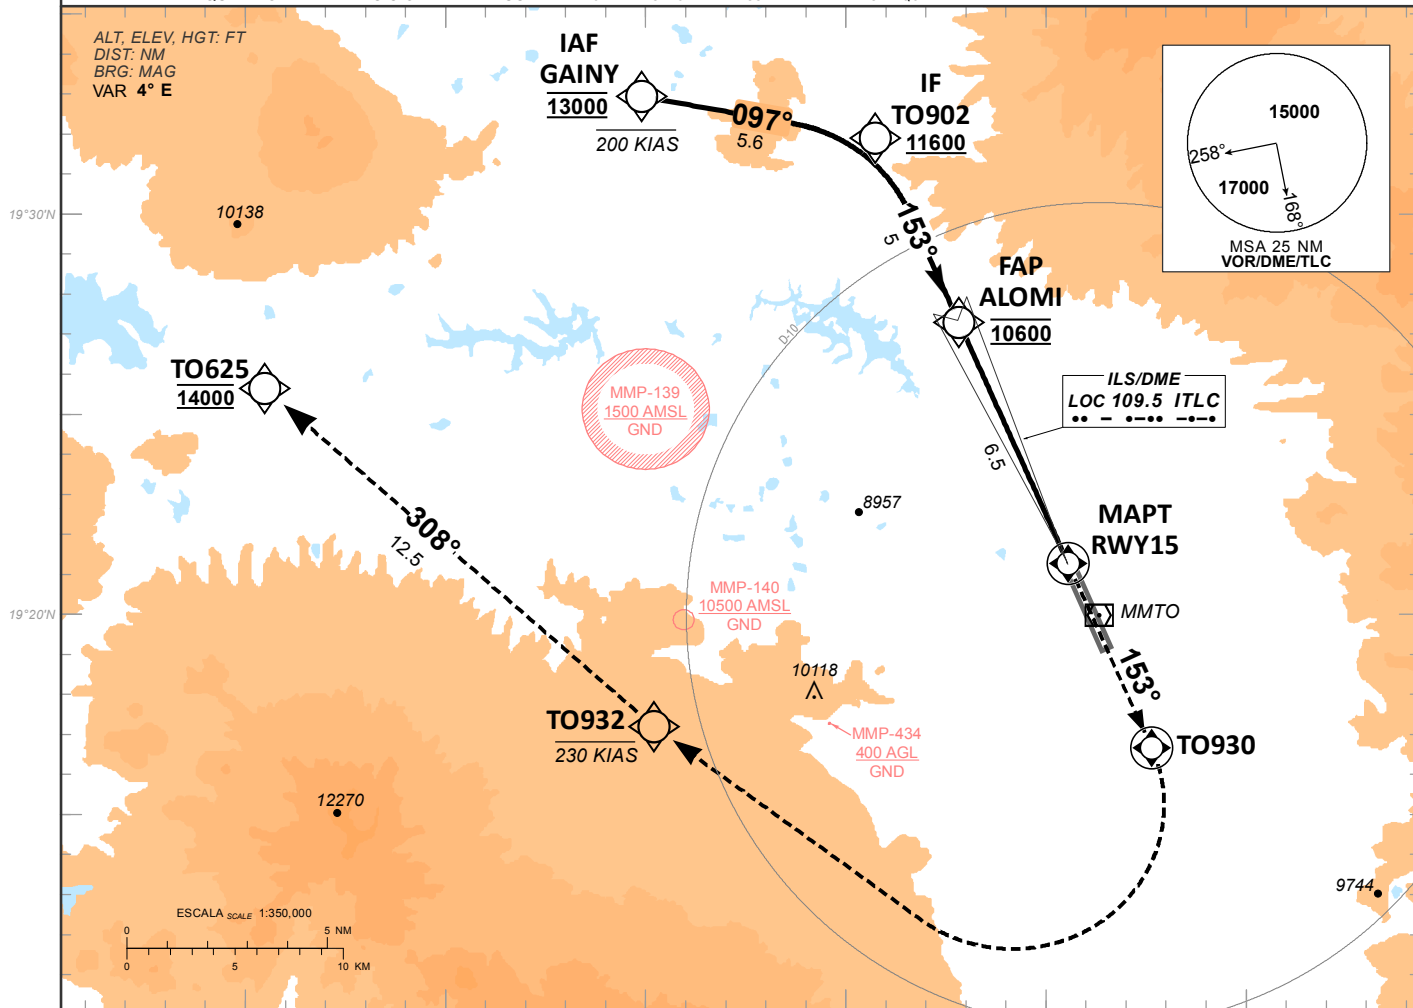 ALT, ELEV, HGT: FT
DIST: NM
BRG: MAG
VAR 4° E
IAF
GAINY
13000
200 KIAS
097°
5.6
IF
TO902
11600
15000
258°
17000
168°
MSA 25 NM
VOR/DME/TLC
19°30'N
10138
153°
5
FAP
ALOMI
10600
D-10
TO625
14000
MMP-139
1500 AMSL
GND
ILS/DME
LOC 109.5 ITLC
6.5
8957
308°
12.5
MAPT
RWY15
MMP-140
10500 AMSL
GND
19°20'N
MMTO
10118
153°
TO932
230 KIAS
MMP-434
400 AGL
GND
TO930
12270
9744
ESCALA SCALE 1:350,000
0 5 NM
0 5 10 KM